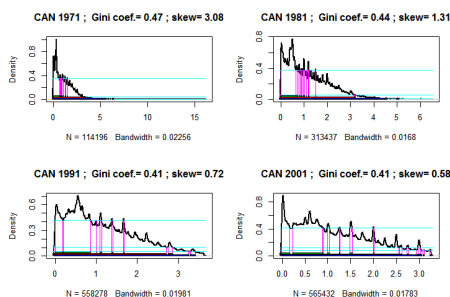 CAN 1971 ; Gini coef.= 0.47 ; skew= 3.08
Density
0.0 0.4 0.8
0 5 10 15
N = 114196 Bandwidth = 0.02256
CAN 1981 ; Gini coef.= 0.44 ; skew= 1.31
Density
0.0 0.4 0.8
0 1 2 3 4 5 6
N = 313437 Bandwidth = 0.0168
CAN 1991 ; Gini coef.= 0.41 ; skew= 0.72
Density
0.0 0.3 0.6
0 1 2 3
N = 558278 Bandwidth = 0.01981
CAN 2001 ; Gini coef.= 0.41 ; skew= 0.58
Density
0.0 0.4 0.8
0.0 0.5 1.0 1.5 2.0 2.5 3.0
N = 565432 Bandwidth = 0.01783